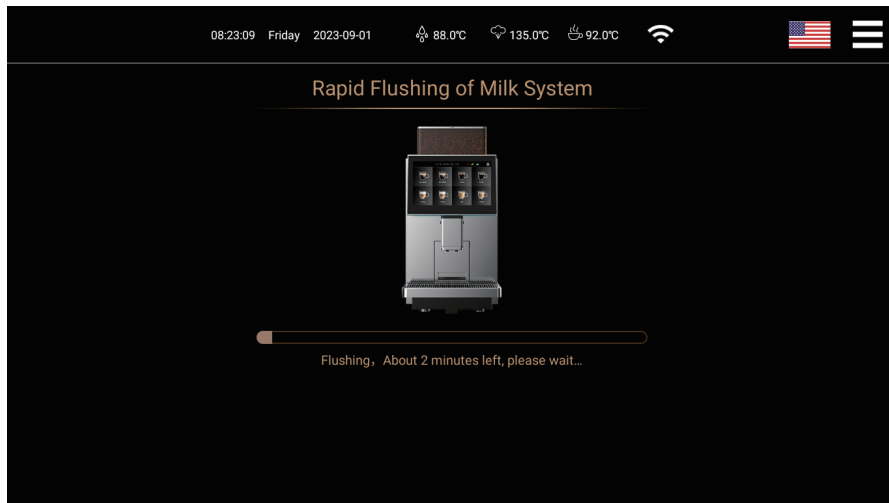 08:23:09 Friday 2023-09-01 88.0℃ 135.0℃ 92.0℃
Rapid Flushing of Milk System
Flushing，About 2 minutes left, please wait...